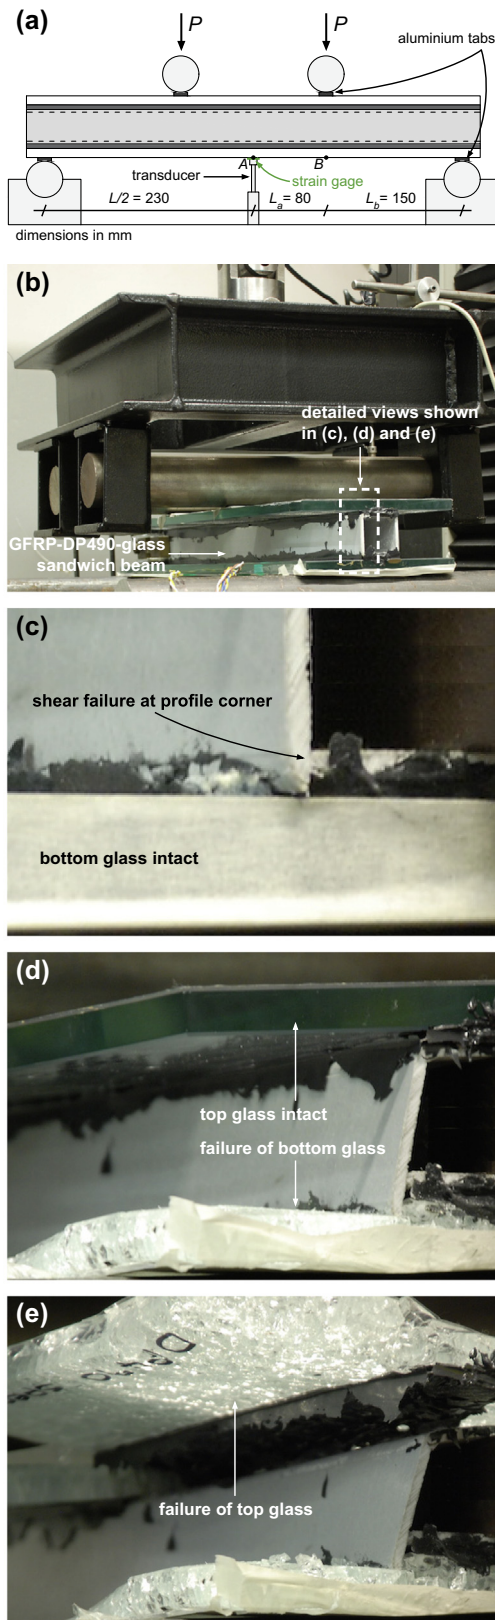 (a)
P
P
aluminium tabs
A
B
transducer
strain gage
L/2 = 230
Lₐ = 80
L_b = 150
dimensions in mm
(b)
detailed views shown
in (c), (d) and (e)
GFRP-DP490-glass
sandwich beam
(c)
shear failure at profile corner
bottom glass intact
(d)
top glass intact
failure of bottom glass
(e)
failure of top glass